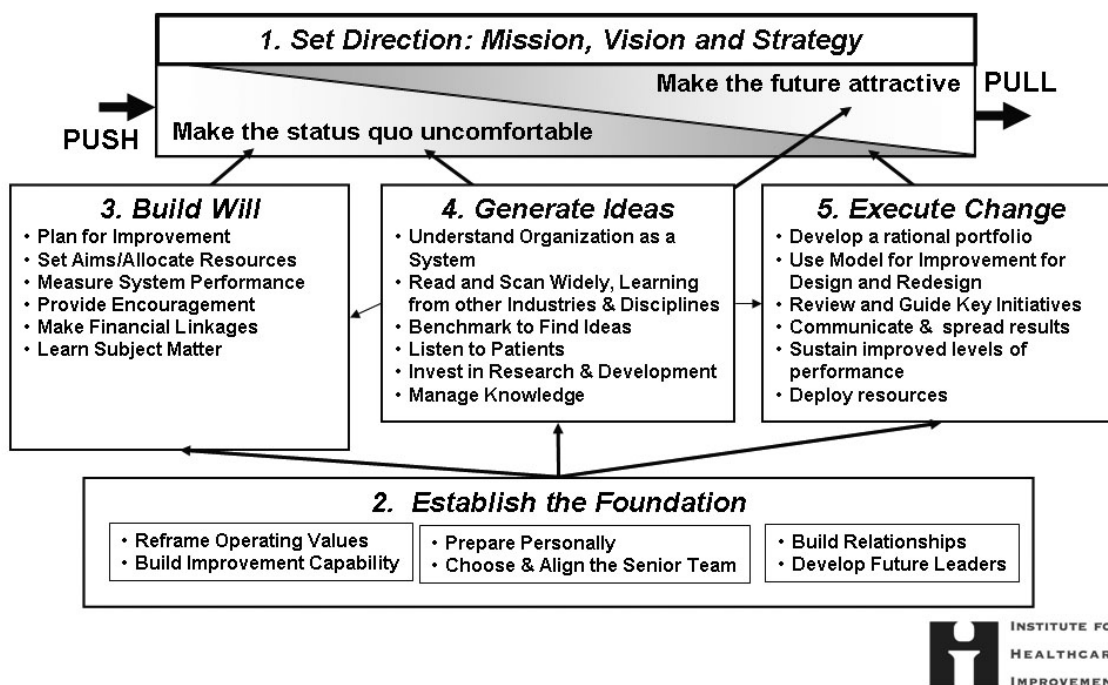 1. Set Direction: Mission, Vision and Strategy
Make the future attractive
PULL
PUSH
Make the status quo uncomfortable
3. Build Will
• Plan for Improvement
• Set Aims/Allocate Resources
• Measure System Performance
• Provide Encouragement
• Make Financial Linkages
• Learn Subject Matter
4. Generate Ideas
• Understand Organization as a
System
• Read and Scan Widely, Learning
from other Industries & Disciplines
• Benchmark to Find Ideas
• Listen to Patients
• Invest in Research & Development
• Manage Knowledge
5. Execute Change
• Develop a rational portfolio
• Use Model for Improvement for
Design and Redesign
• Review and Guide Key Initiatives
• Communicate & spread results
• Sustain improved levels of
performance
• Deploy resources
2. Establish the Foundation
• Reframe Operating Values
• Build Improvement Capability
• Prepare Personally
• Choose & Align the Senior Team
• Build Relationships
• Develop Future Leaders
INSTITUTE FO
HEALTHCAR
IMPROVEMEN